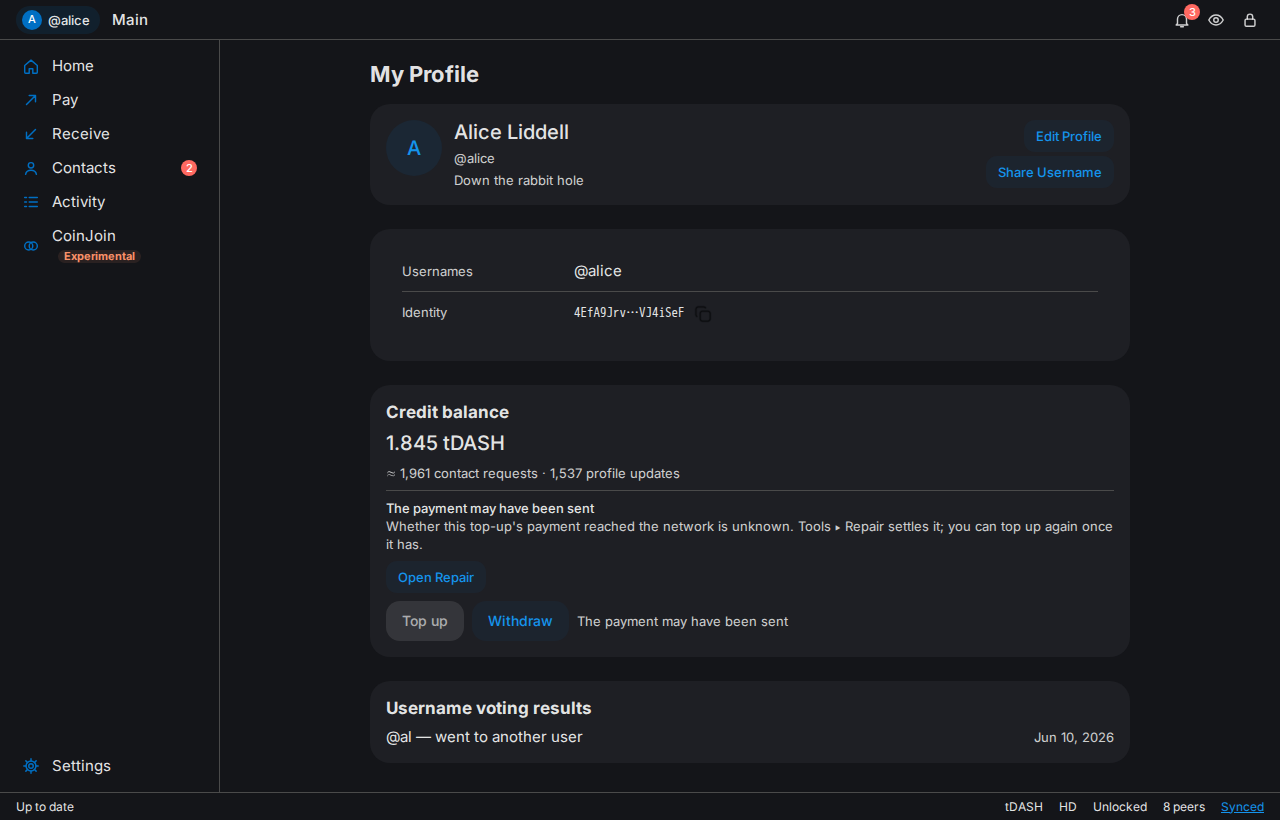 A @alice Main 3
Home
Pay
Receive
Contacts 2
Activity
CoinJoin
Experimental
Settings
My Profile
A
Alice Liddell
@alice
Down the rabbit hole
Edit Profile
Share Username
Usernames @alice
Identity 4EfA9Jrv…VJ4iSeF
Credit balance
1.845 tDASH
≈ 1,961 contact requests · 1,537 profile updates
The payment may have been sent
Whether this top-up's payment reached the network is unknown. Tools ▸ Repair settles it; you can top up again once
it has.
Open Repair
Top up Withdraw The payment may have been sent
Username voting results
@al — went to another user Jun 10, 2026
Up to date tDASH HD Unlocked 8 peers Synced